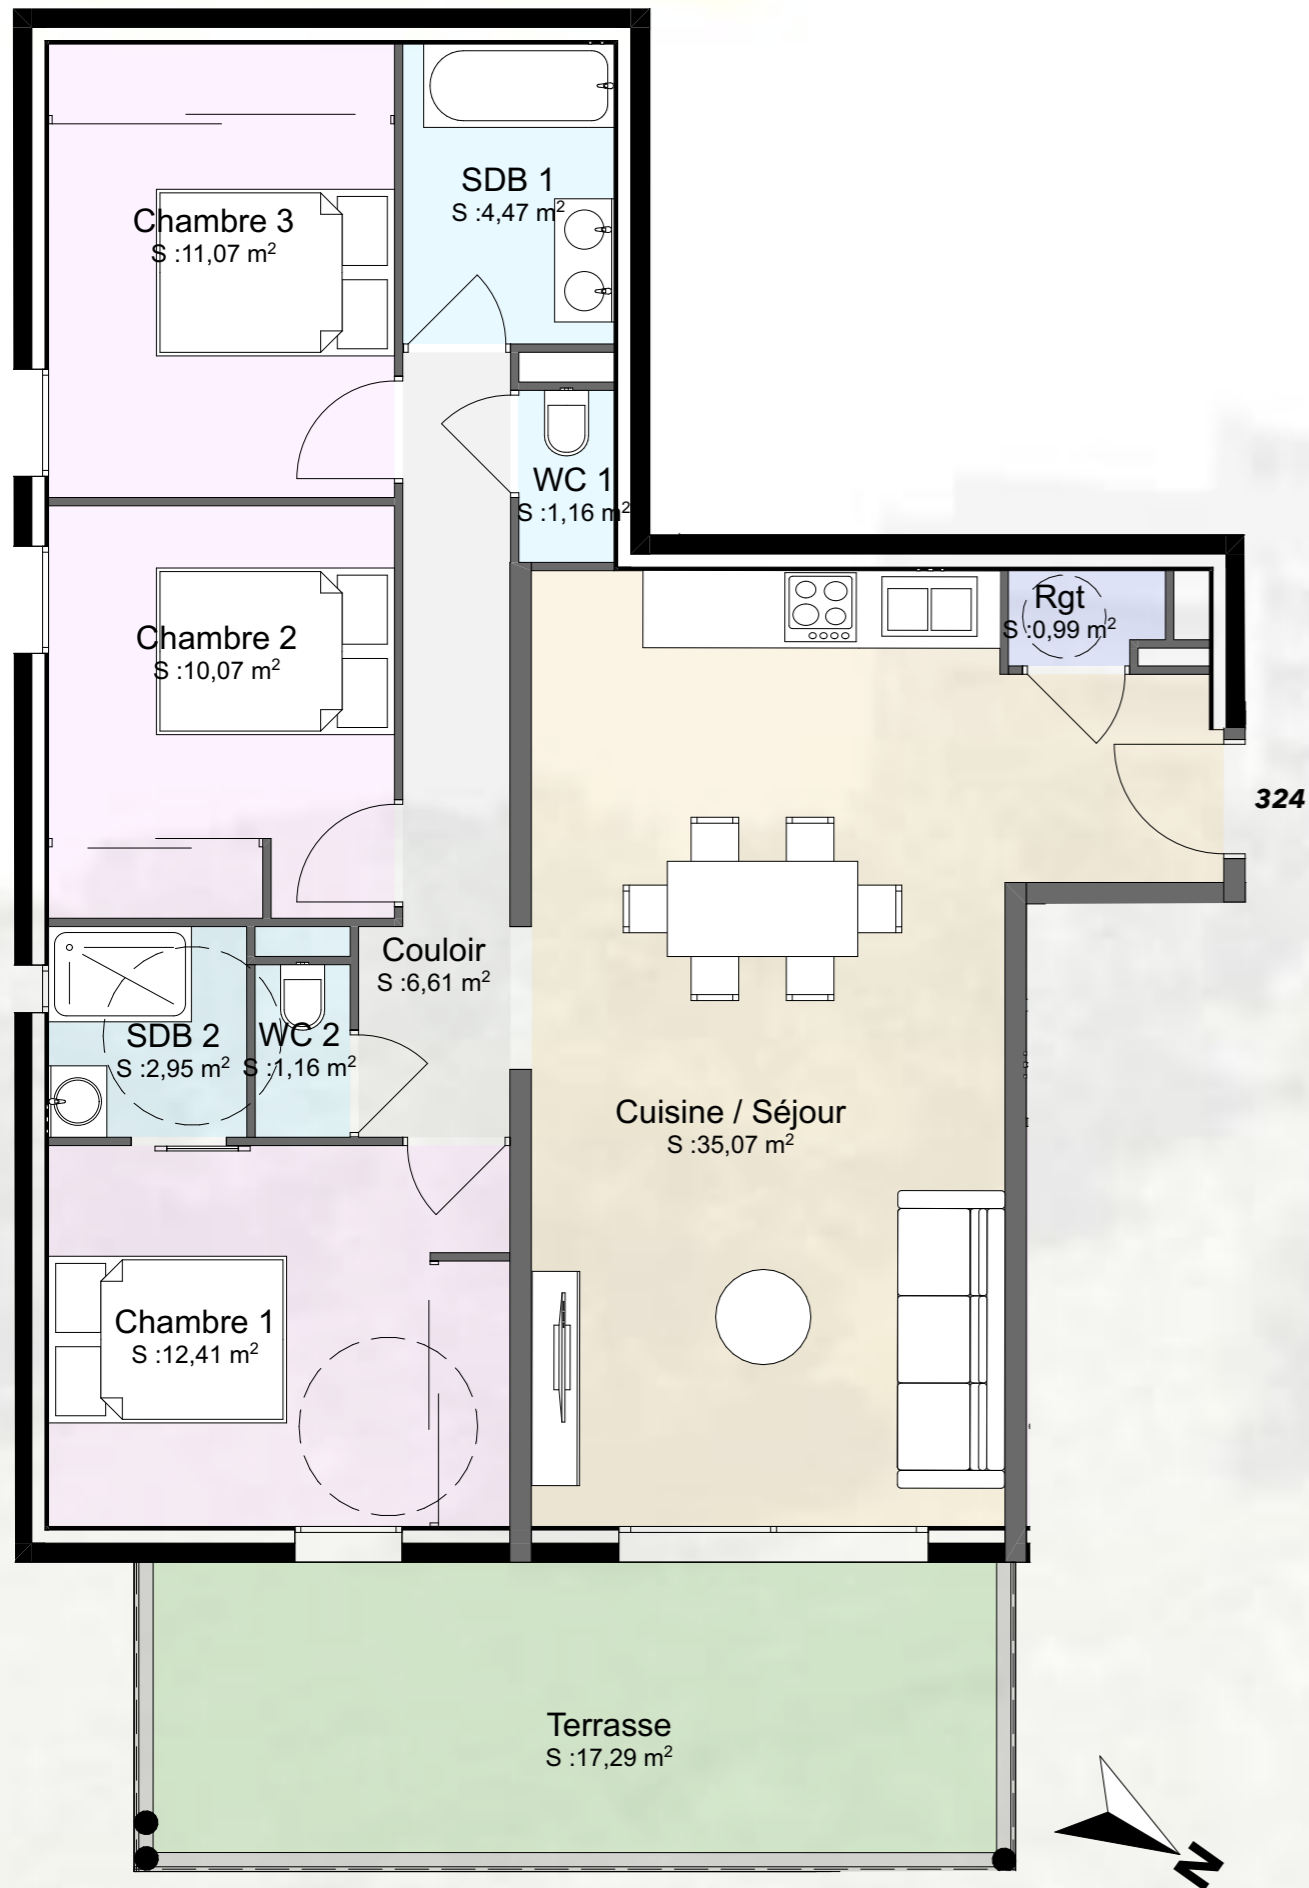 SDB 1
S :4,47 m²
Chambre 3
S :11,07 m²
WC 1
S :1,16 m²
Rgt
S :0,99 m²
Chambre 2
S :10,07 m²
324
Couloir
S :6,61 m²
SDB 2
S :2,95 m²
WC 2
S :1,16 m²
Cuisine / Séjour
S :35,07 m²
Chambre 1
S :12,41 m²
Terrasse
S :17,29 m²
N